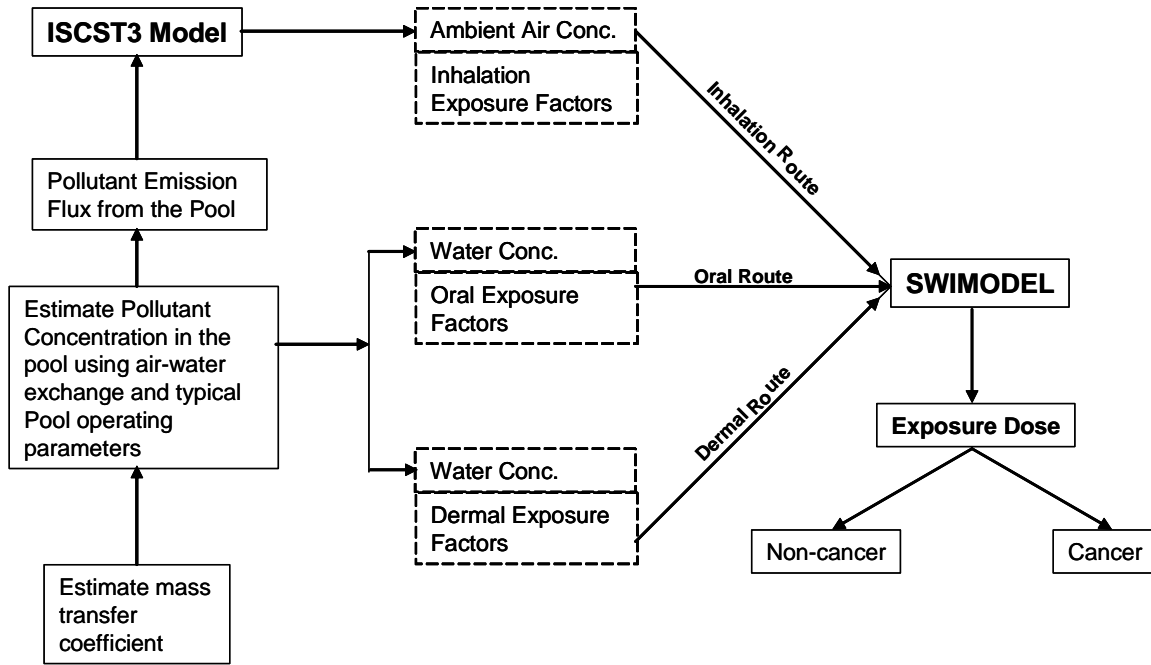 ISCST3 Model
Pollutant Emission
Flux from the Pool
Estimate Pollutant
Concentration in the
pool using air-water
exchange and typical
Pool operating
parameters
Estimate mass
transfer
coefficient
Ambient Air Conc.
Inhalation
Exposure Factors
Water Conc.
Oral Exposure
Factors
Water Conc.
Dermal Exposure
Factors
Inhalation Route
Oral Route
Dermal Route
SWIMODEL
Exposure Dose
Non-cancer
Cancer